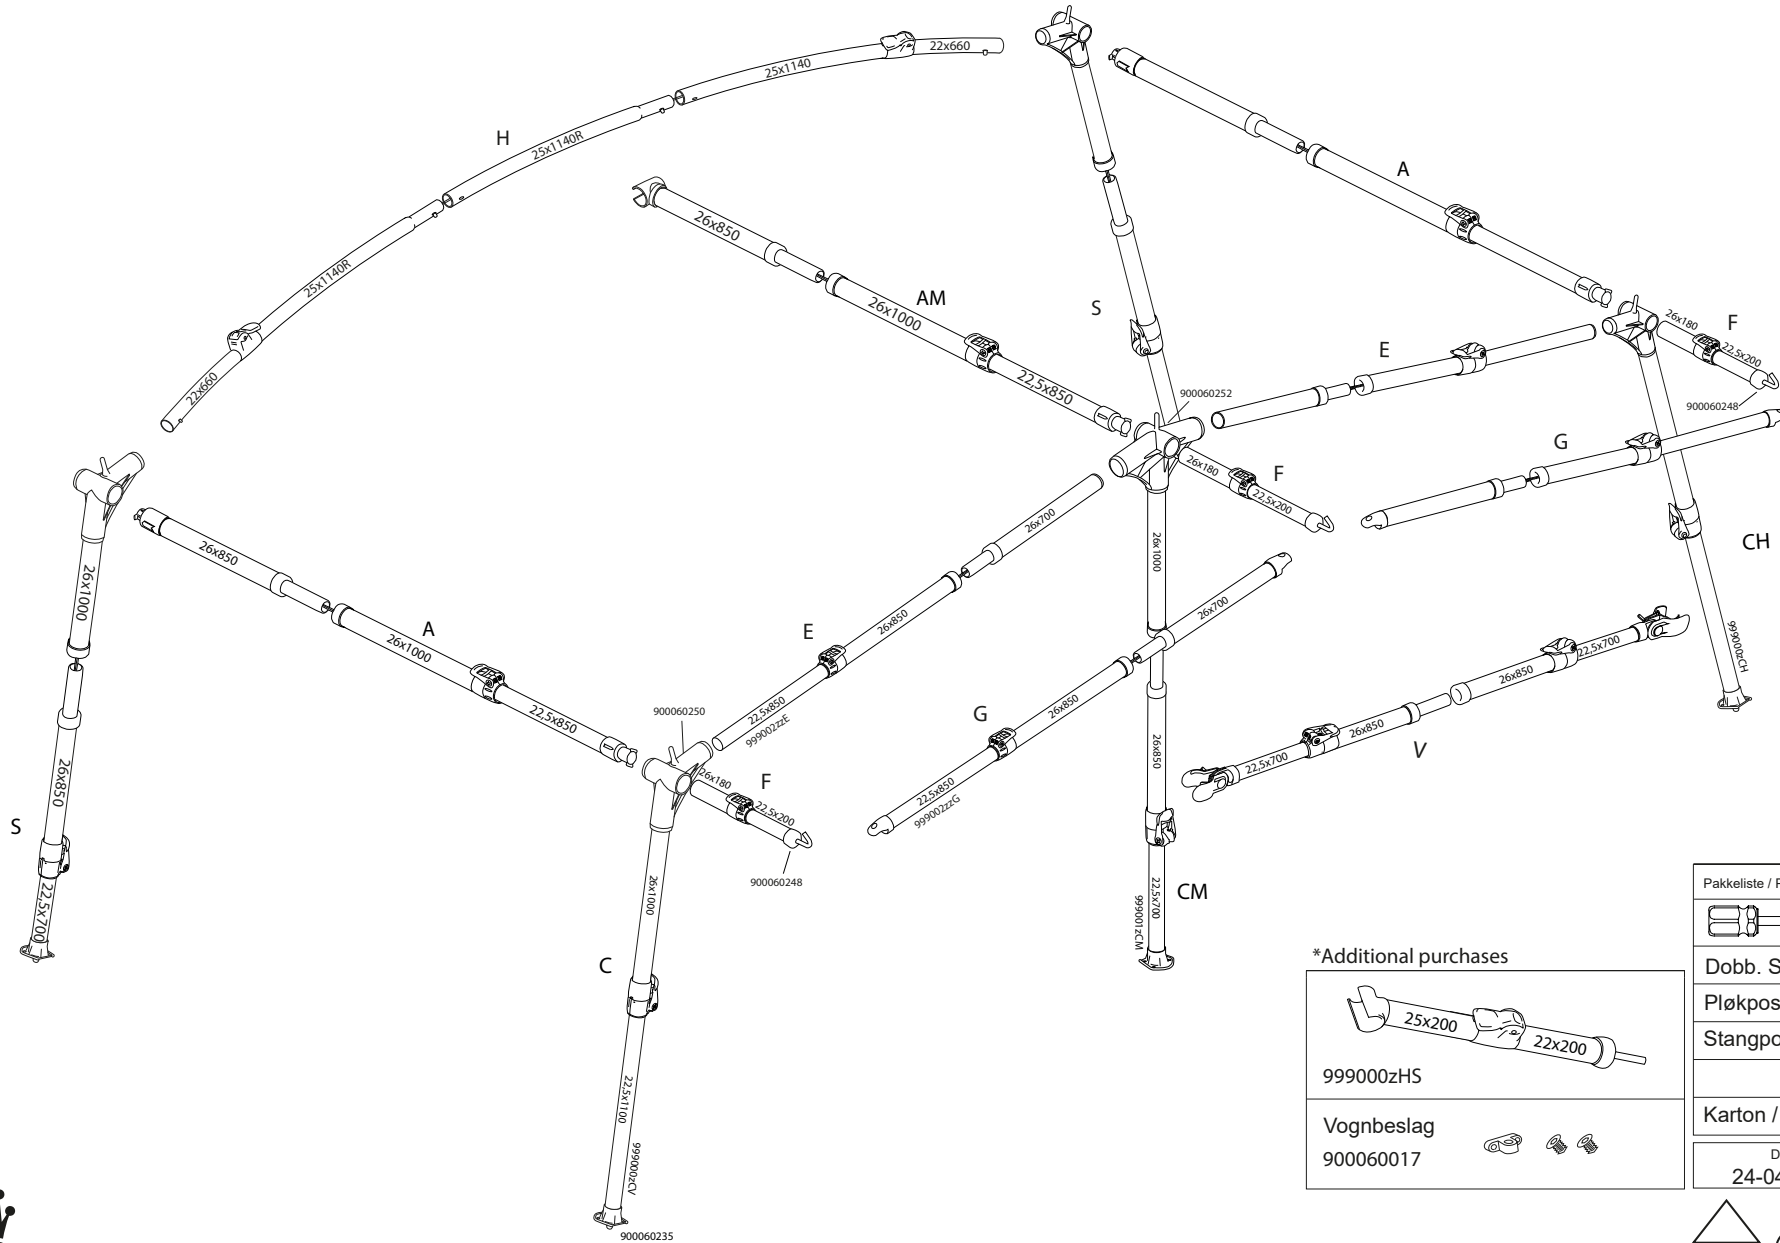 22x660
25x1140
H
25x1140R
25x1140R
22x660
A
26x850
AM
26x1000
22,5x850
S
E
26x180
F
22,5x200
900060248
900060252
G
26x180
F
22,5x200
26x700
26x1000
CH
999000zCH
26x850
26x1000
A
26x1000
22,5x850
E
26x850
22,5x850
999002zzE
26x700
G
26x850
22,5x850
999002zzG
22,5x700
26x850
V
26x850
22,5x700
900060250
26x180
F
22,5x200
900060248
26x850
S
22,5x700
26x850
CM
22,5x700
999001zCM
26x1000
C
22,5x1100
999000zCV
900060235
*Additional purchases
25x200
22x200
999000zHS
Vognbeslag
900060017
Pakkeliste /
Dobb. S
Pløkpos
Stangpo
Karton /
24-04